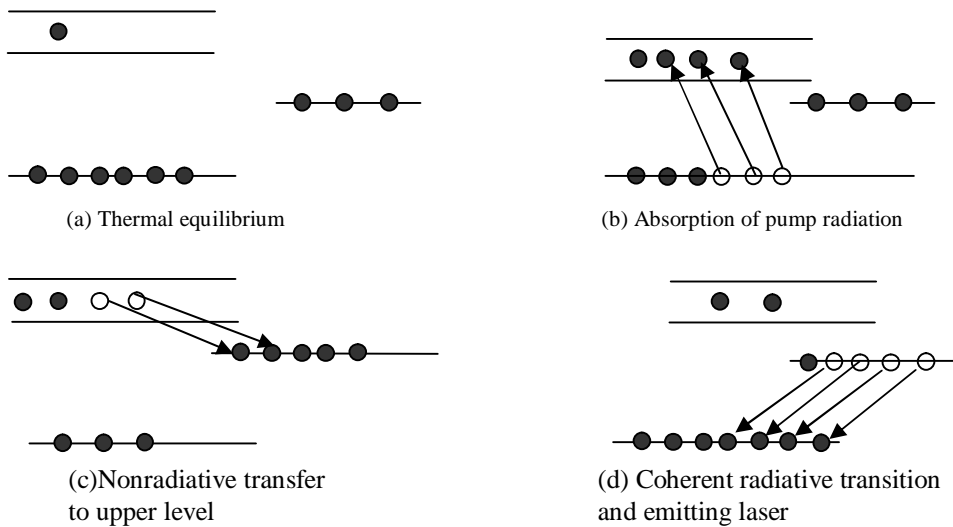 (a) Thermal equilibrium
(b) Absorption of pump radiation
(c)Nonradiative transfer
to upper level
(d) Coherent radiative transition
and emitting laser